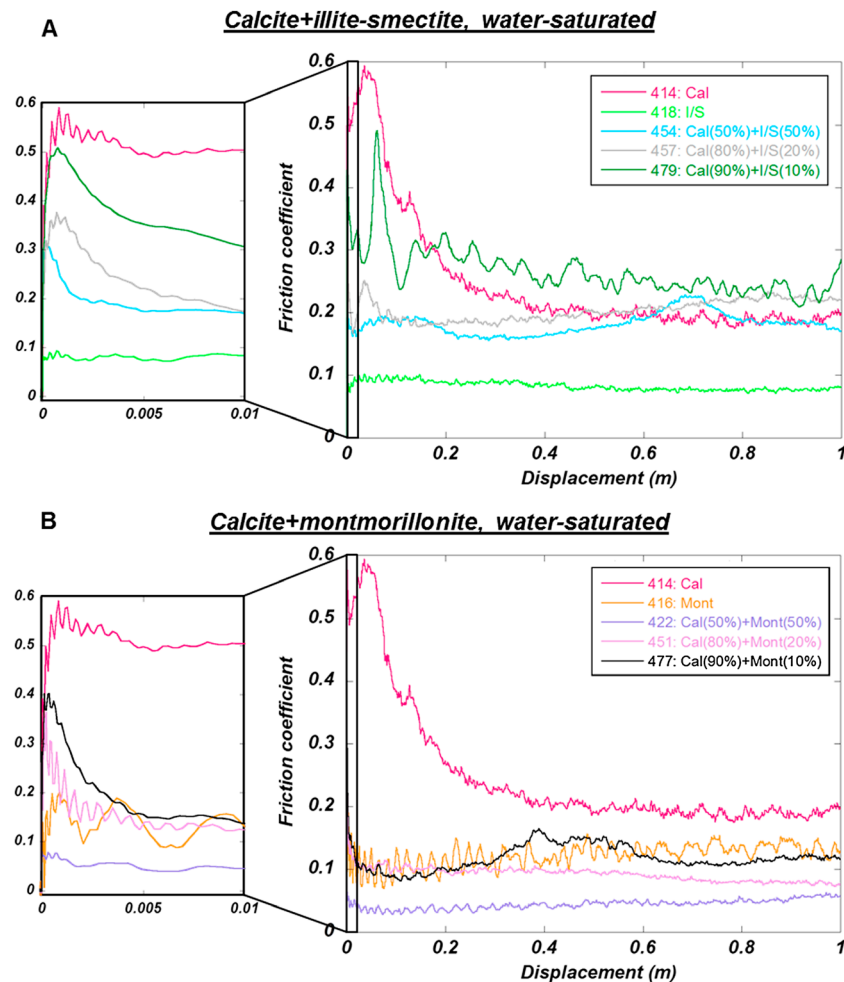 A
Calcite+illite-smectite, water-saturated
0.6
0.5
0.4
0.3
0.2
0.1
0
0
0.005
0.01
Friction coefficient
0.6
0.5
0.4
0.3
0.2
0.1
0
0
0.2
0.4
0.6
0.8
1
Displacement (m)
414: Cal
418: I/S
454: Cal(50%)+I/S(50%)
457: Cal(80%)+I/S(20%)
479: Cal(90%)+I/S(10%)
B
Calcite+montmorillonite, water-saturated
0.6
0.5
0.4
0.3
0.2
0.1
0
0
0.005
0.01
Friction coefficient
0.6
0.5
0.4
0.3
0.2
0.1
0
0
0.2
0.4
0.6
0.8
1
Displacement (m)
414: Cal
416: Mont
422: Cal(50%)+Mont(50%)
451: Cal(80%)+Mont(20%)
477: Cal(90%)+Mont(10%)